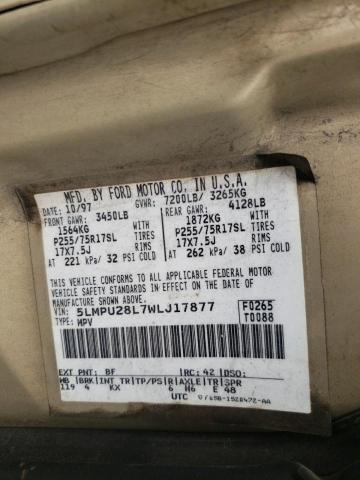 MFD. BY FORD MOTOR CO. IN U.S.A.
DATE: 10/97 GVWR: 7200LB/ 3265KG
FRONT GAWR: 3450LB REAR GAWR: 4128LB
1564KG WITH 1872KG WITH
P255/75R17SL TIRES P255/75R17SL TIRES
17X7.5J RIMS 17X7.5J RIMS
AT 221 kPa/ 32 PSI COLD AT 262 kPa/ 38 PSI COLD
THIS VEHICLE CONFORMS TO ALL APPLICABLE FEDERAL MOTOR
VEHICLE SAFETY STANDARDS IN EFFECT ON THE DATE OF
MANUFACTURE SHOWN ABOVE.
VIN: 5LMPU28L7WLJ17877 F0265
TYPE: MPV T0088
EXT PNT: BF RC: 42 DSO:
WB BRK INT TR TP/PS R AXLE TR SPR
119 4 KX 6 H6 E 48
UTC